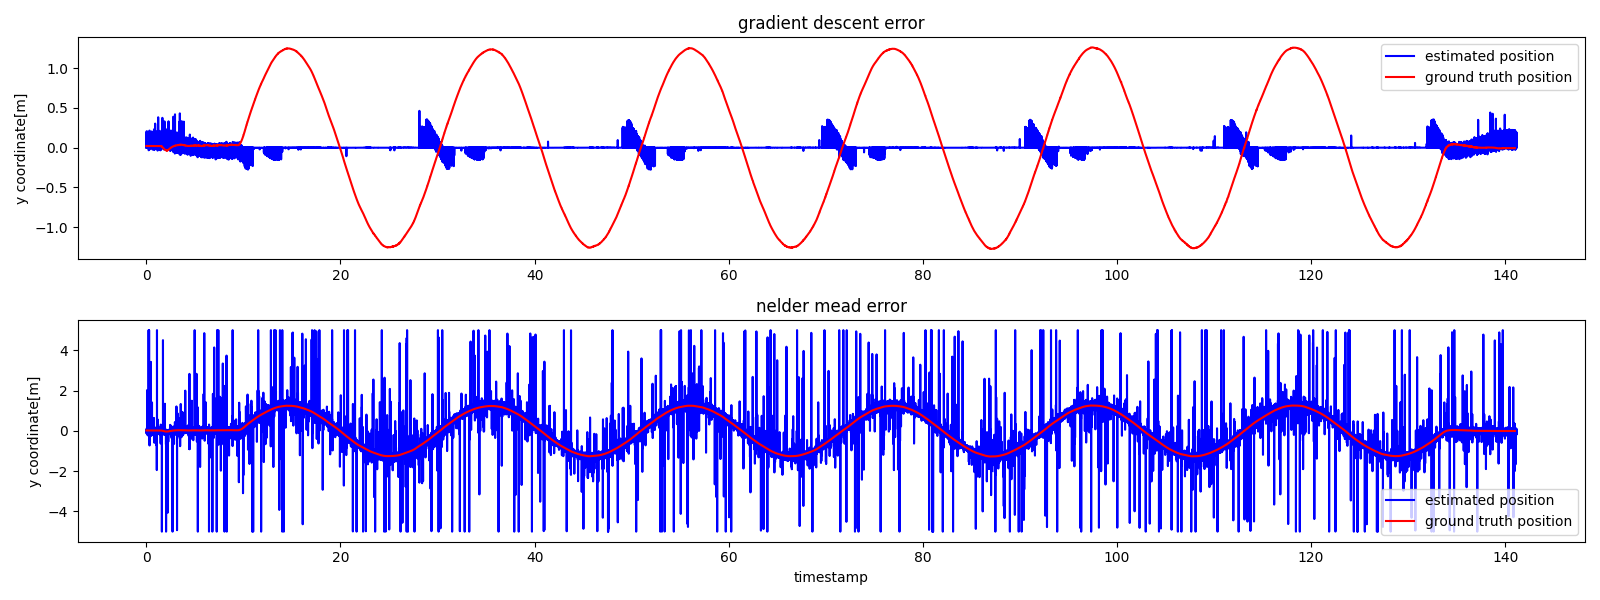 gradient descent error
y coordinate[m]
1.0
0.5
0.0
−0.5
−1.0
estimated position
ground truth position
0 20 40 60 80 100 120 140
nelder mead error
y coordinate[m]
4
2
0
−2
−4
estimated position
ground truth position
0 20 40 60 80 100 120 140
timestamp